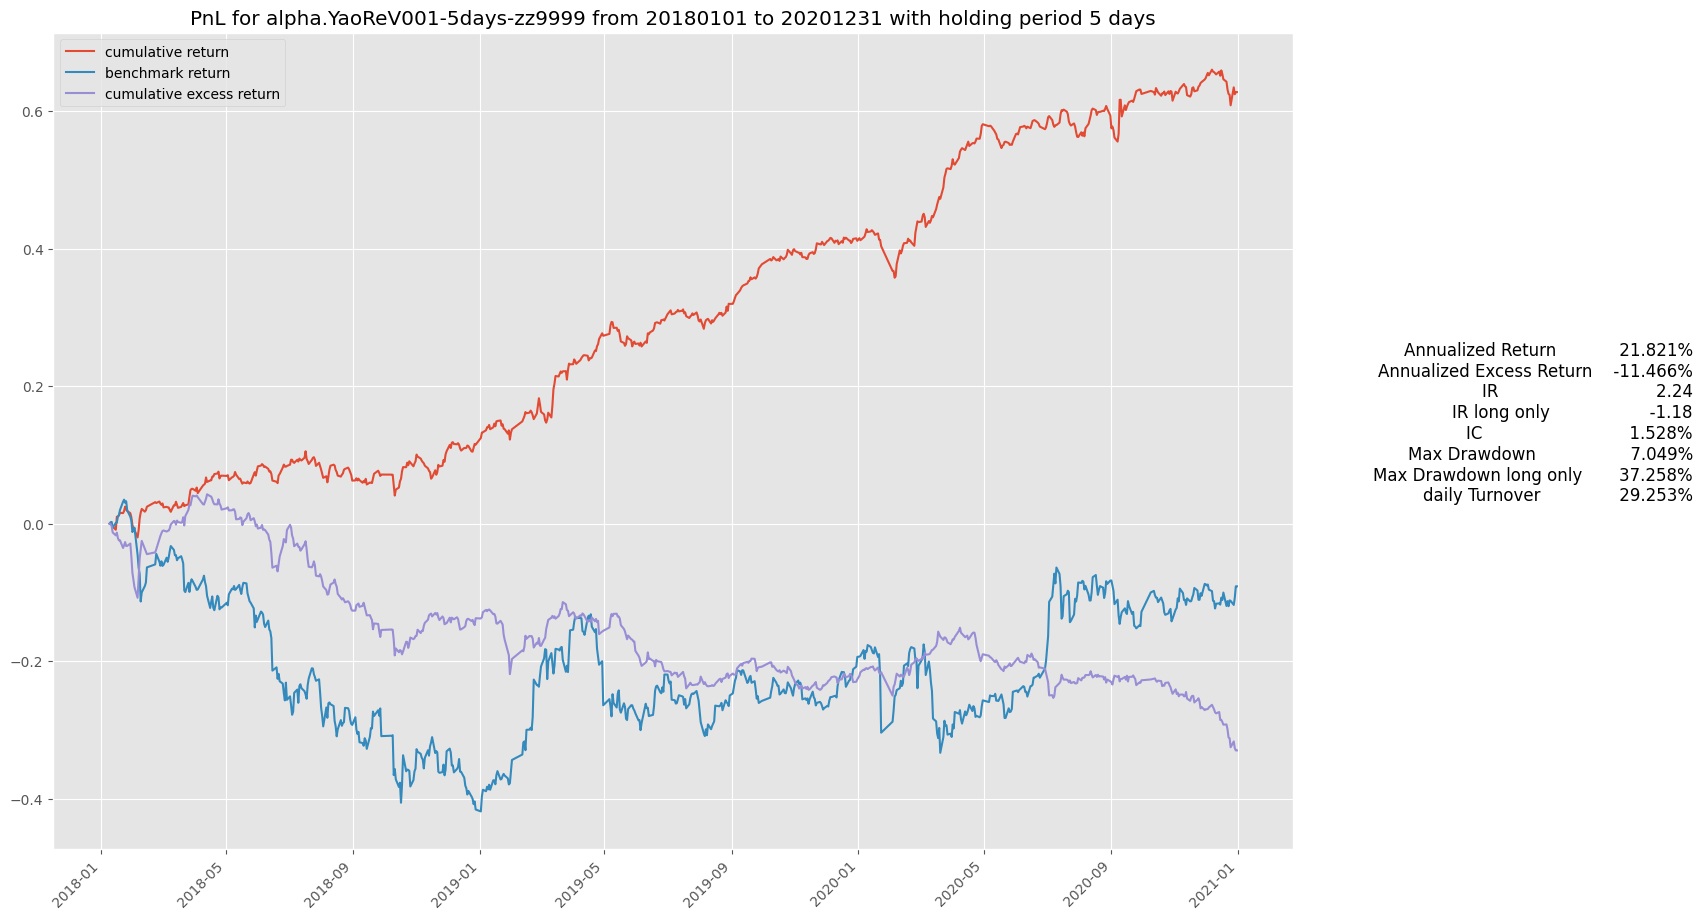 PnL for alpha.YaoReV001-5days-zz9999 from 20180101 to 20201231 with holding period 5 days
cumulative return
benchmark return
cumulative excess return
0.6
0.4
0.2
0.0
−0.2
−0.4
2018-01
2018-05
2018-09
2019-01
2019-05
2019-09
2020-01
2020-05
2020-09
2021-01
Annualized Return 21.821%
Annualized Excess Return -11.466%
IR 2.24
IR long only -1.18
IC 1.528%
Max Drawdown 7.049%
Max Drawdown long only 37.258%
daily Turnover 29.253%